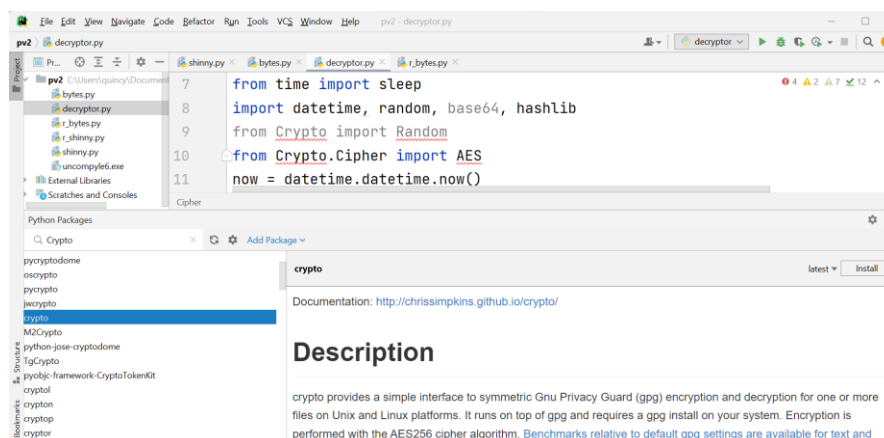 File Edit View Navigate Code Refactor Run Tools VCS Window Help pv2 - decryptor.py
pv2 decryptor.py decryptor
Pr... shinny.py bytes.py decryptor.py r_bytes.py
Project
pv2 C:\Users\quincy\Document
bytes.py
decryptor.py
r_bytes.py
r_shinny.py
shinny.py
uncompyle6.exe
External Libraries
Scratches and Consoles
7 from time import sleep
4 2 7 12
8 import datetime, random, base64, hashlib
9 from Crypto import Random
10 from Crypto.Cipher import AES
11 now = datetime.datetime.now()
Cipher
Python Packages
Crypto Add Package
pycryptodome
oscrypto
pycrypto
jwcrypto
crypto
M2Crypto
python-jose-cryptodome
TgCrypto
pyobjc-framework-CryptoTokenKit
cryptol
crypton
cryptop
cryptor
Structure
Bookmarks
crypto latest Install
Documentation: http://chrissimpkins.github.io/crypto/
Description
crypto provides a simple interface to symmetric Gnu Privacy Guard (gpg) encryption and decryption for one or more
files on Unix and Linux platforms. It runs on top of gpg and requires a gpg install on your system. Encryption is
performed with the AES256 cipher algorithm. Benchmarks relative to default gpg settings are available for text and